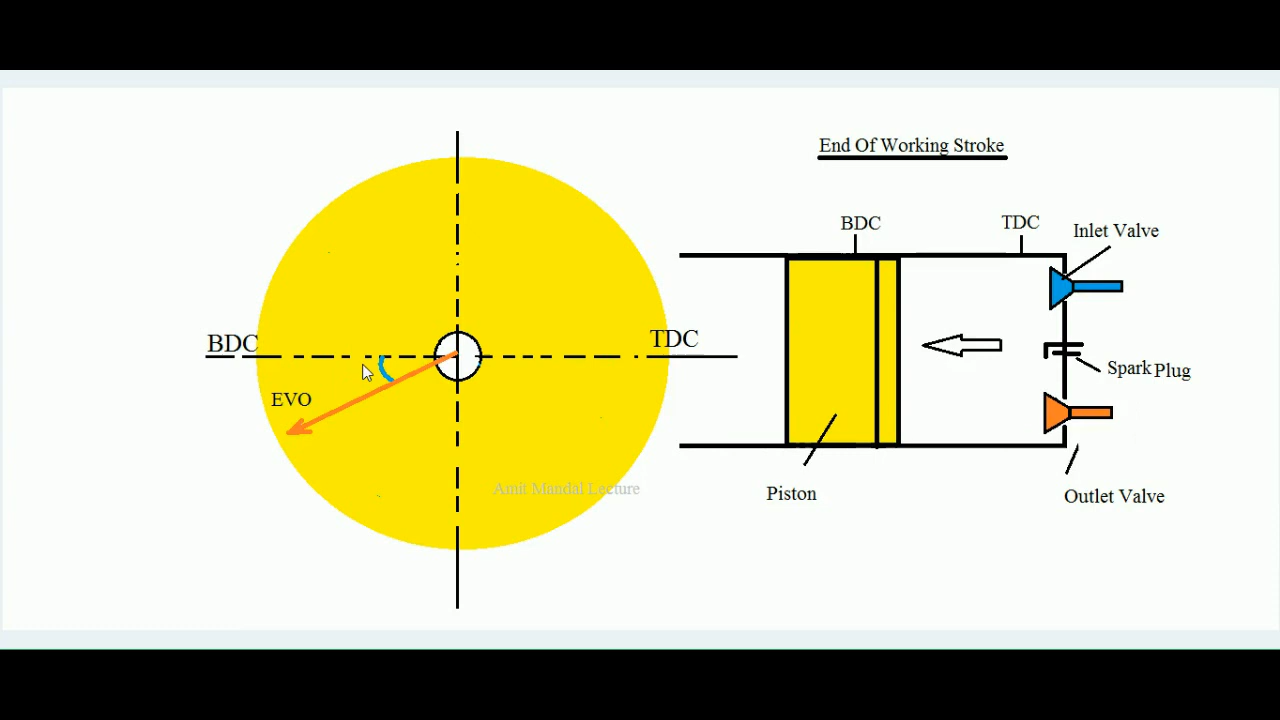 End Of Working Stroke
BDC
TDC
Inlet Valve
BDC
TDC
Spark Plug
EVO
Amit Mandal Lecture
Piston
Outlet Valve